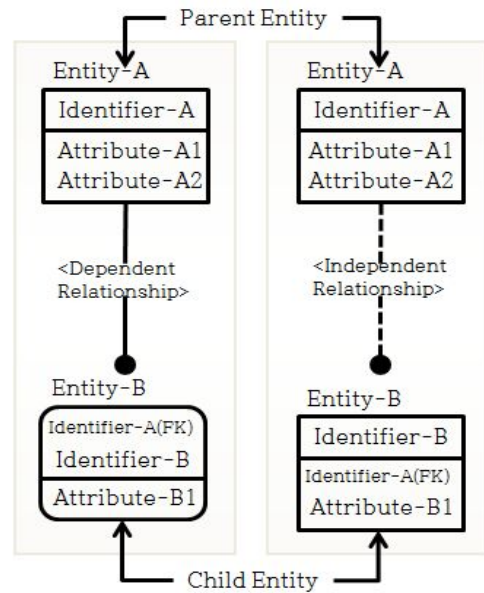 Parent Entity
Entity-A
Identifier-A
Attribute-A1
Attribute-A2
<Dependent
Relationship>
Entity-B
Identifier-A(FK)
Identifier-B
Attribute-B1
Entity-A
Identifier-A
Attribute-A1
Attribute-A2
<Independent
Relationship>
Entity-B
Identifier-B
Identifier-A(FK)
Attribute-B1
Child Entity